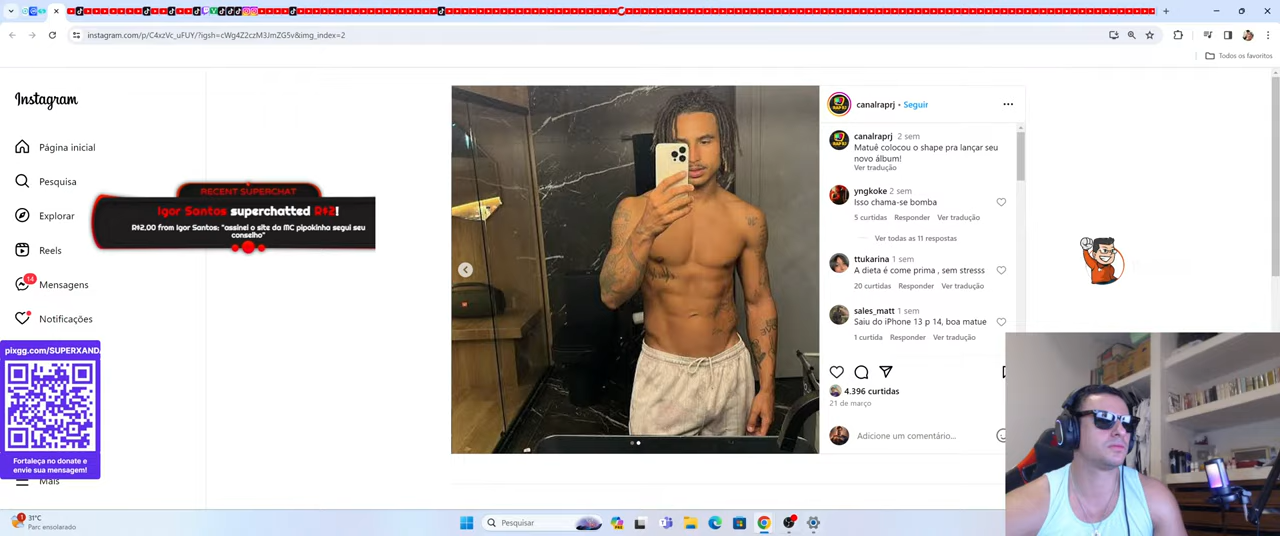 instagram.com/p/C4xzVc_uFUY/?igsh=cWg4Z2czM3JmZG5v&img_index=2
Todos os favoritos
Instagram
Página inicial
Pesquisa
Explorar
Reels
14
Mensagens
Notificações
Mais
RECENT SUPERCHAT
Igor Santos superchatted R$2!
R$2,00 from Igor Santos: "assinei o site da MC pipokinha segui seu
conselho"
pixgg.com/SUPERXAND
Fortaleça no donate e
envie sua mensagem!
canalraprj • Seguir
canalraprj 2 sem
Matuê colocou o shape pra lançar seu
novo álbum!
Ver tradução
yngkoke 2 sem
Isso chama-se bomba
5 curtidas Responder Ver tradução
Ver todas as 11 respostas
ttukarina 1 sem
A dieta é come prima , sem stresss
20 curtidas Responder Ver tradução
sales_matt 1 sem
Saiu do iPhone 13 p 14, boa matue
1 curtida Responder Ver tradução
4.396 curtidas
21 de março
Adicione um comentário...
1
31°C
Parc ensolarado
Pesquisar